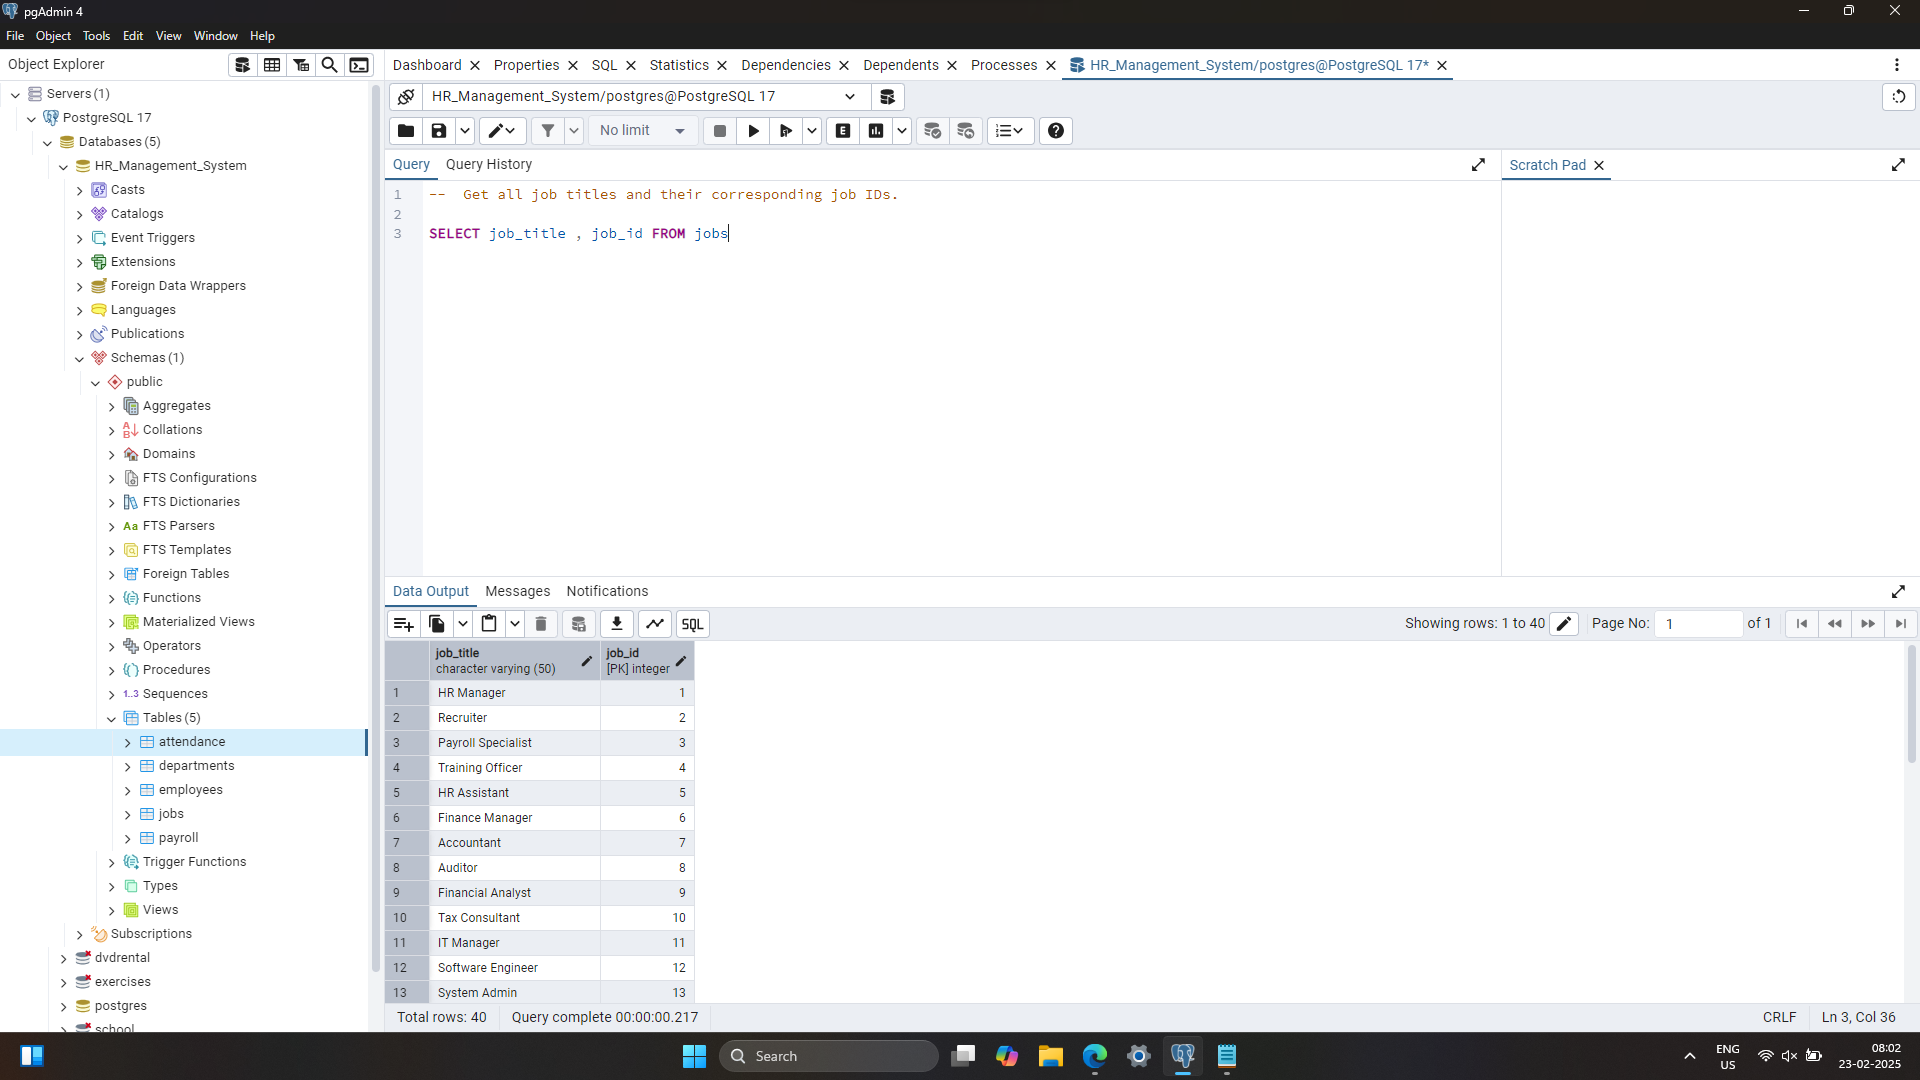 pgAdmin 4
File Object Tools Edit View Window Help
Object Explorer
Dashboard Properties SQL Statistics Dependencies Dependents Processes HR_Management_System/postgres@PostgreSQL 17*
Servers (1)
PostgreSQL 17
Databases (5)
HR_Management_System
Casts
Catalogs
Event Triggers
Extensions
Foreign Data Wrappers
Languages
Publications
Schemas (1)
public
Aggregates
Collations
Domains
FTS Configurations
FTS Dictionaries
Aa FTS Parsers
FTS Templates
Foreign Tables
Functions
Materialized Views
Operators
Procedures
1..3 Sequences
Tables (5)
attendance
departments
employees
jobs
payroll
Trigger Functions
Types
Views
Subscriptions
dvdrental
exercises
postgres
school
HR_Management_System/postgres@PostgreSQL 17
No limit
E
Query Query History
Scratch Pad
1 -- Get all job titles and their corresponding job IDs.
2
3 SELECT job_title , job_id FROM jobs
Data Output Messages Notifications
SQL
Showing rows: 1 to 40 Page No: 1 of 1
job_title job_id
character varying (50) [PK] integer
1 HR Manager 1
2 Recruiter 2
3 Payroll Specialist 3
4 Training Officer 4
5 HR Assistant 5
6 Finance Manager 6
7 Accountant 7
8 Auditor 8
9 Financial Analyst 9
10 Tax Consultant 10
11 IT Manager 11
12 Software Engineer 12
13 System Admin 13
Total rows: 40 Query complete 00:00:00.217 CRLF Ln 3, Col 36
Search
ENG
US
08:02
23-02-2025